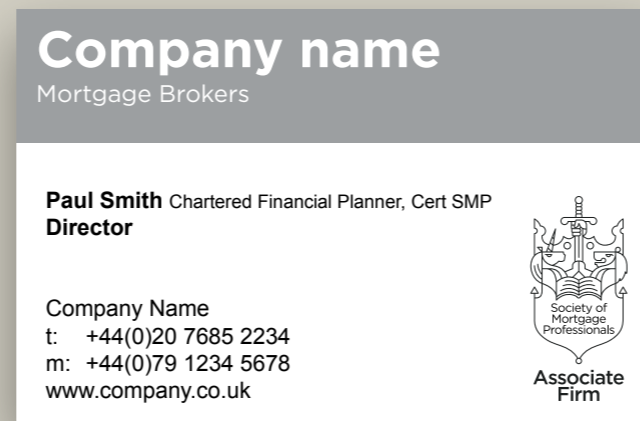 Company name
Mortgage Brokers
Paul Smith Chartered Financial Planner, Cert SMP
Director
Company Name
t: +44(0)20 7685 2234
m: +44(0)79 1234 5678
www.company.co.uk
Society of
Mortgage
Professionals
Associate
Firm